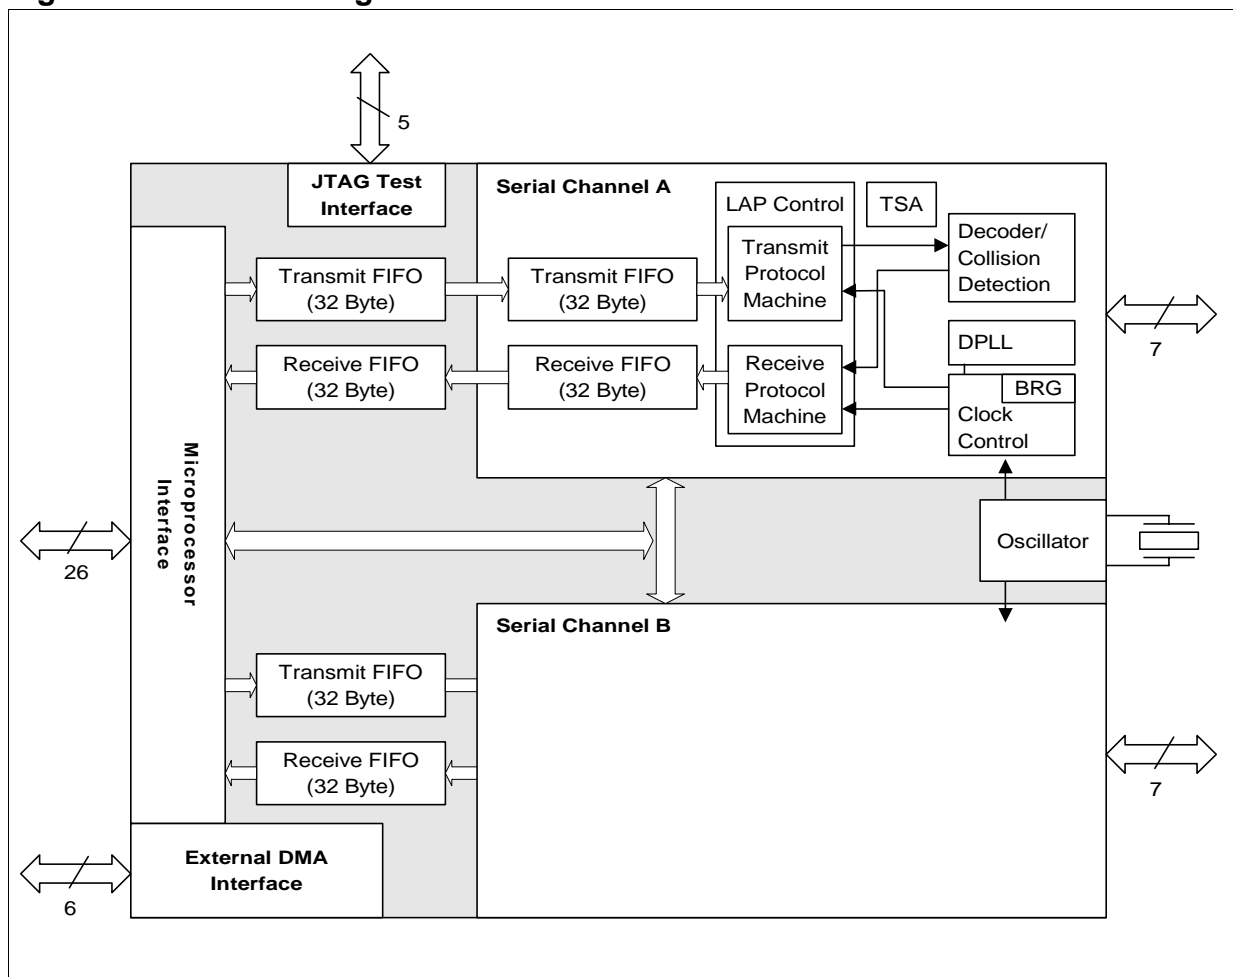 5
JTAG Test
Interface
Serial Channel A
LAP Control
TSA
Transmit
Protocol
Machine
Decoder/
Collision
Detection
Transmit FIFO
(32 Byte)
Transmit FIFO
(32 Byte)
7
DPLL
Receive FIFO
(32 Byte)
Receive FIFO
(32 Byte)
Receive
Protocol
Machine
BRG
Clock
Control
Microprocessor
Interface
26
Oscillator
Serial Channel B
Transmit FIFO
(32 Byte)
Receive FIFO
(32 Byte)
7
External DMA
Interface
6